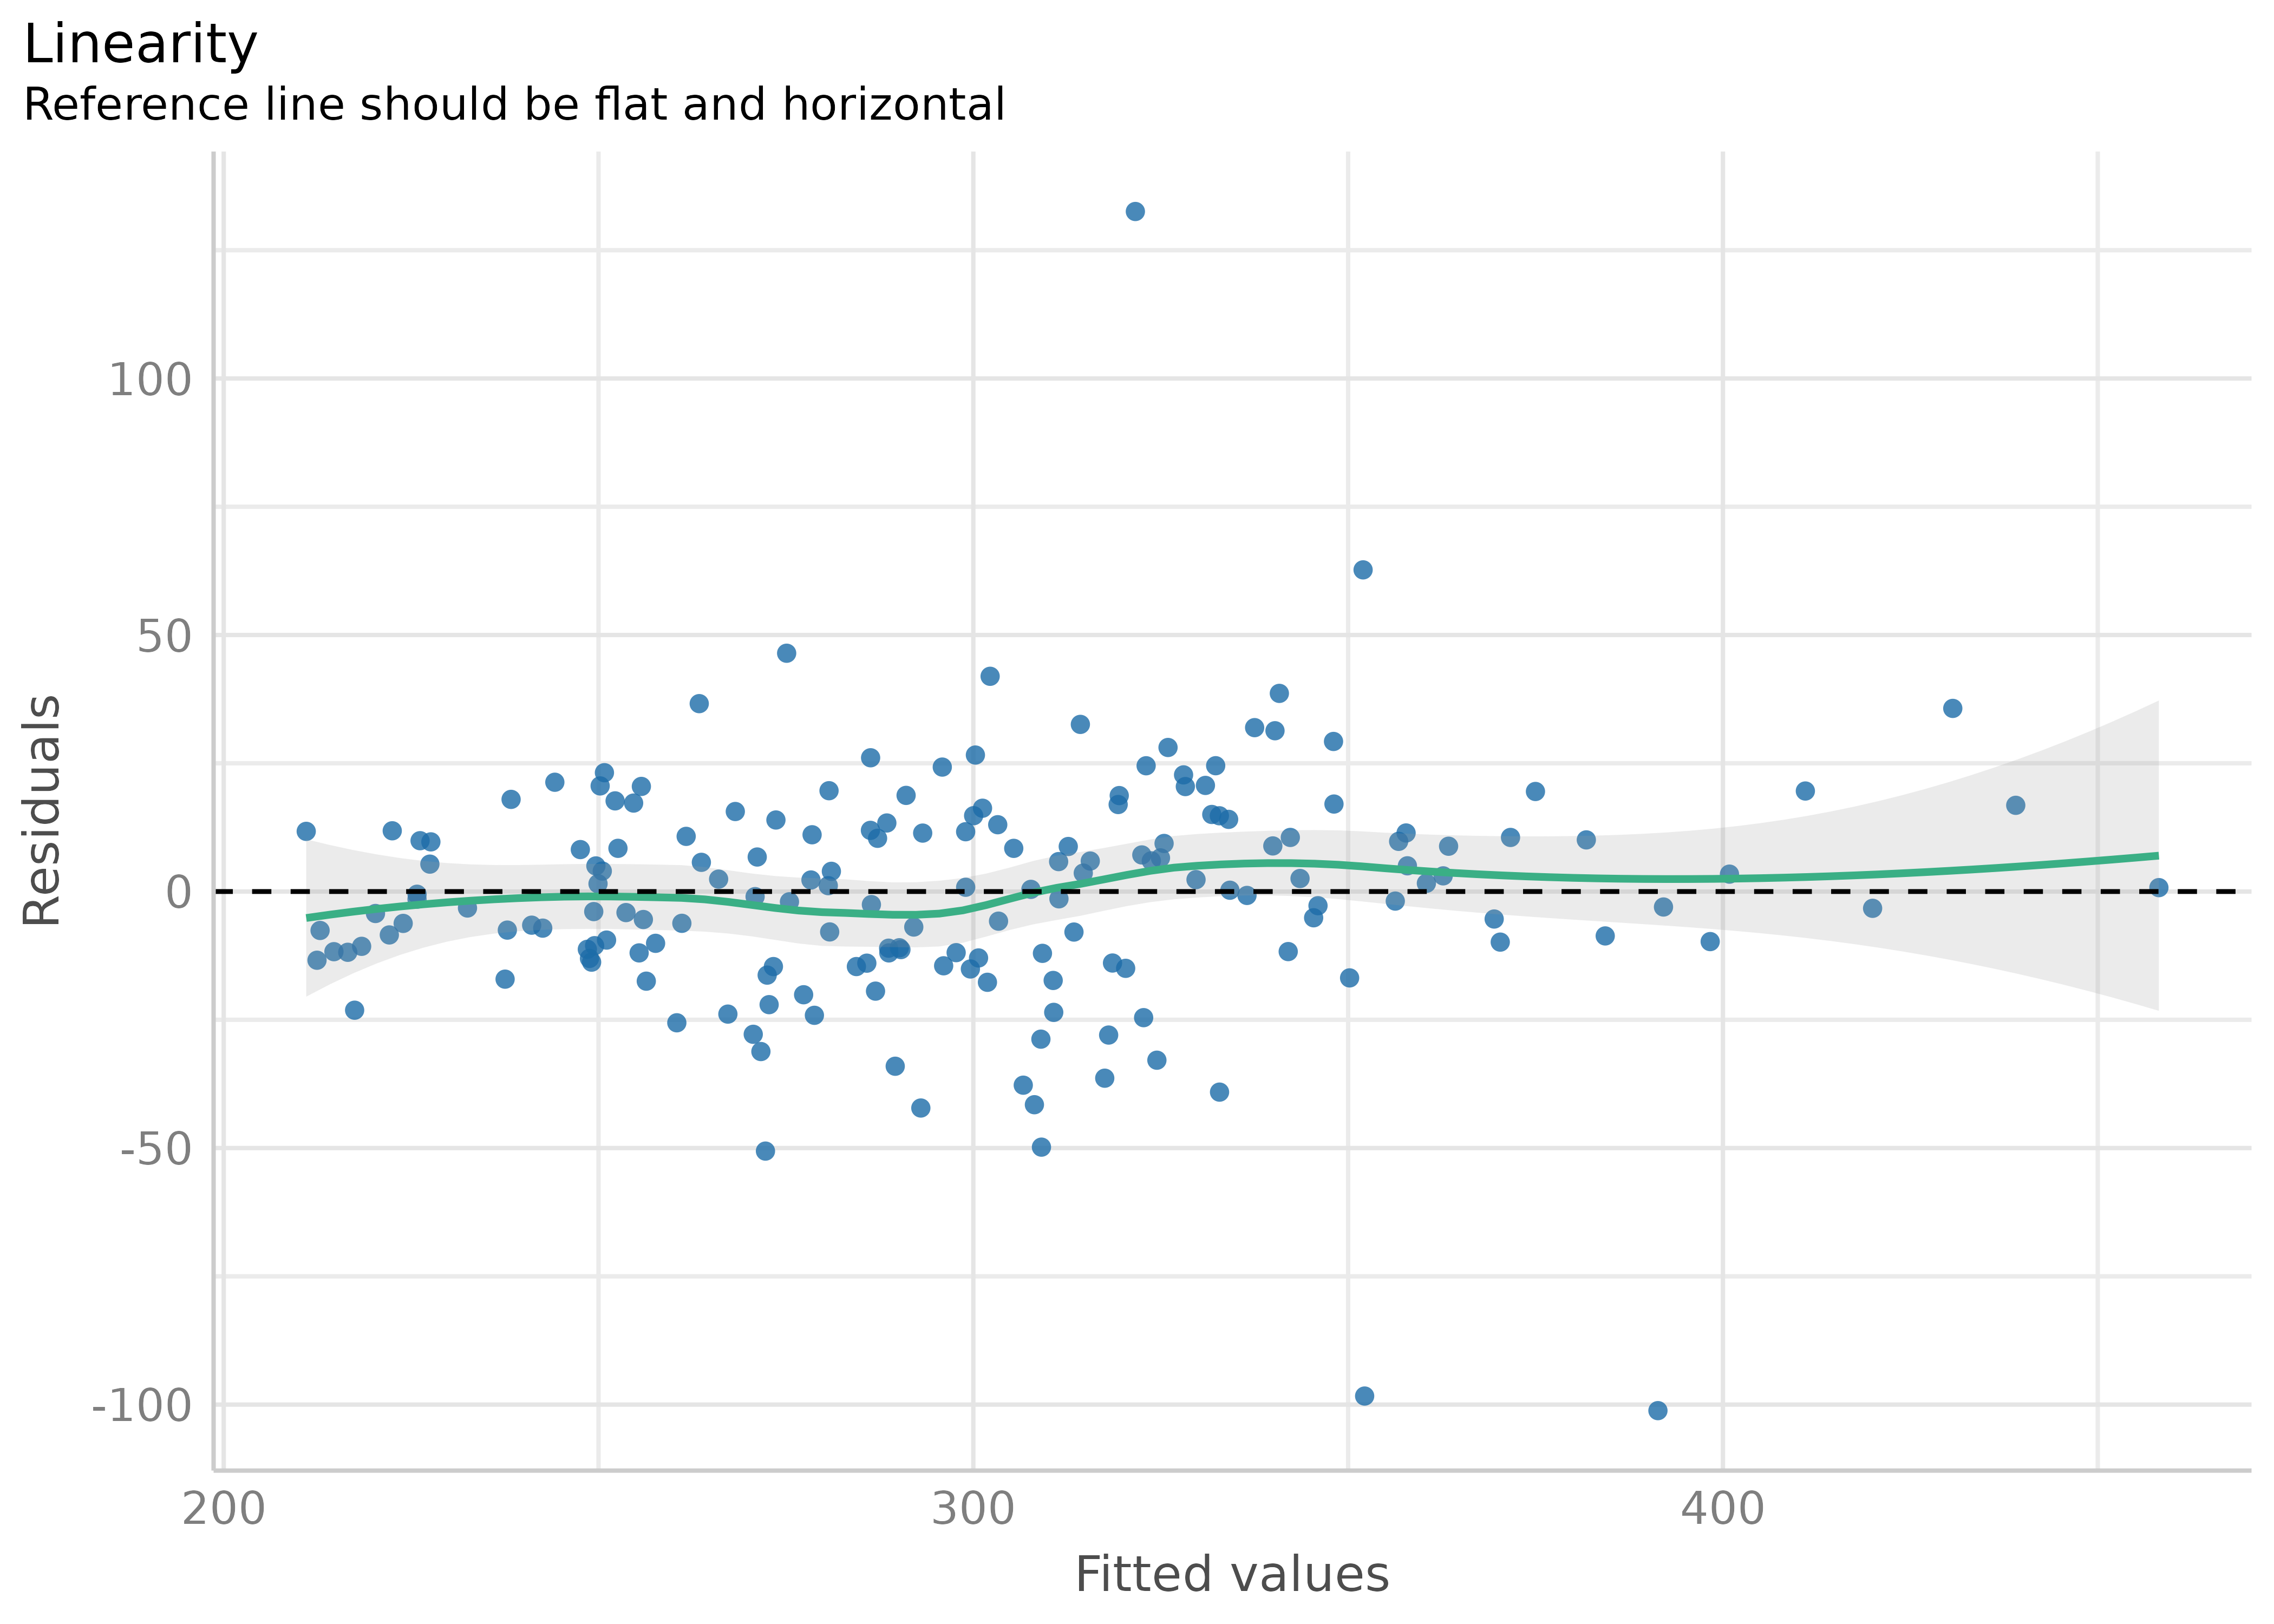 Linearity
Reference line should be flat and horizontal
100
50
0
-50
-100
Residuals
200
300
400
Fitted values